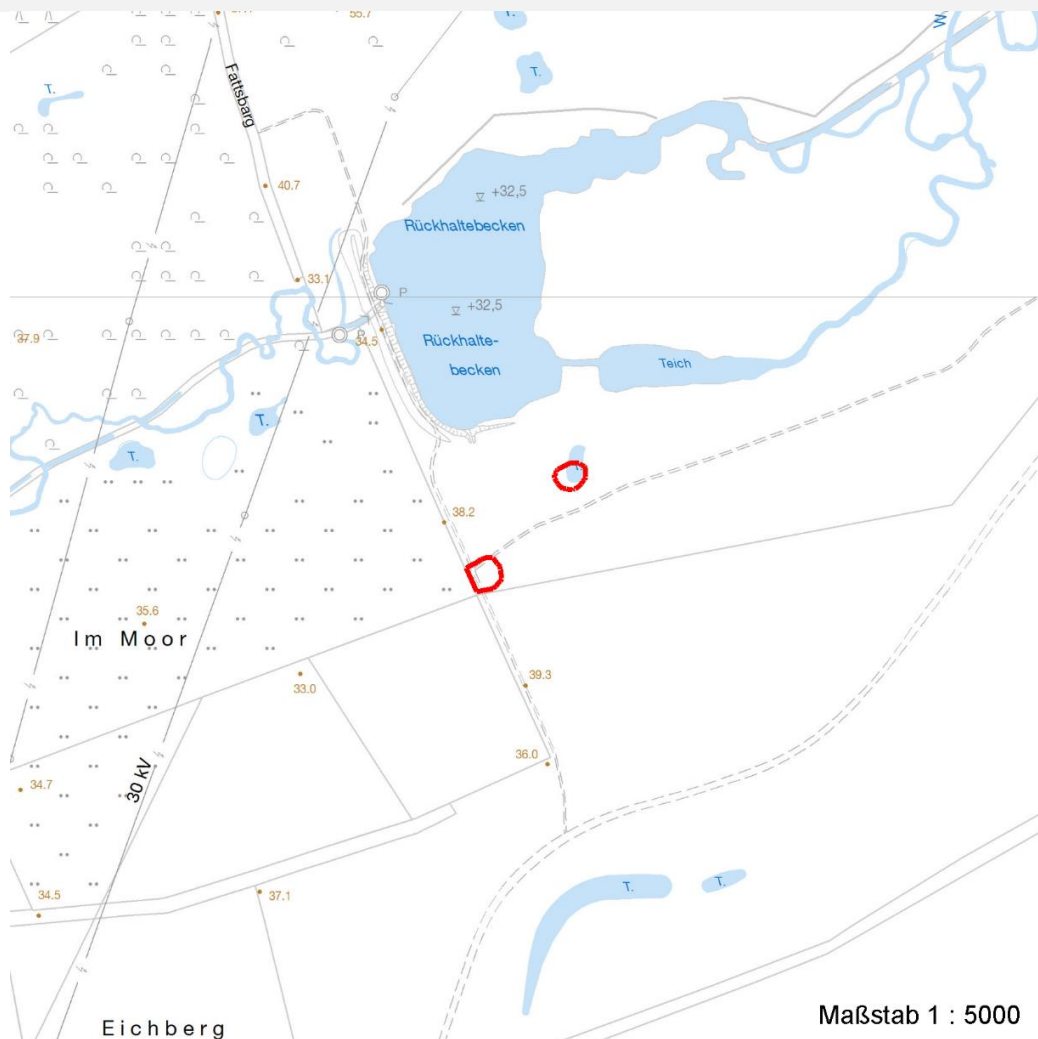 55.7
T.
W
T.
T.
Fattsbarg
40.7
+32,5
Rückhaltebecken
33.1
P
+32,5
R
37.9
34.5
Rückhalte-
becken
Teich
T.
T.
38.2
35.6
Im Moor
39.3
33.0
36.0
34.7
30 kV
34.5
37.1
T.
T.
Maßstab 1 : 5000
Eichberg